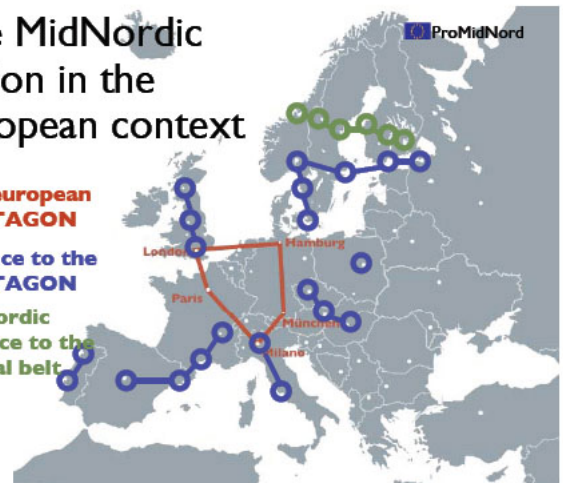 e MidNordic
on in the
opean context
ProMidNord
european
TAGON
ce to the
TAGON
ordic
ce to the
al belt
London
Hamburg
Paris
München
Milano